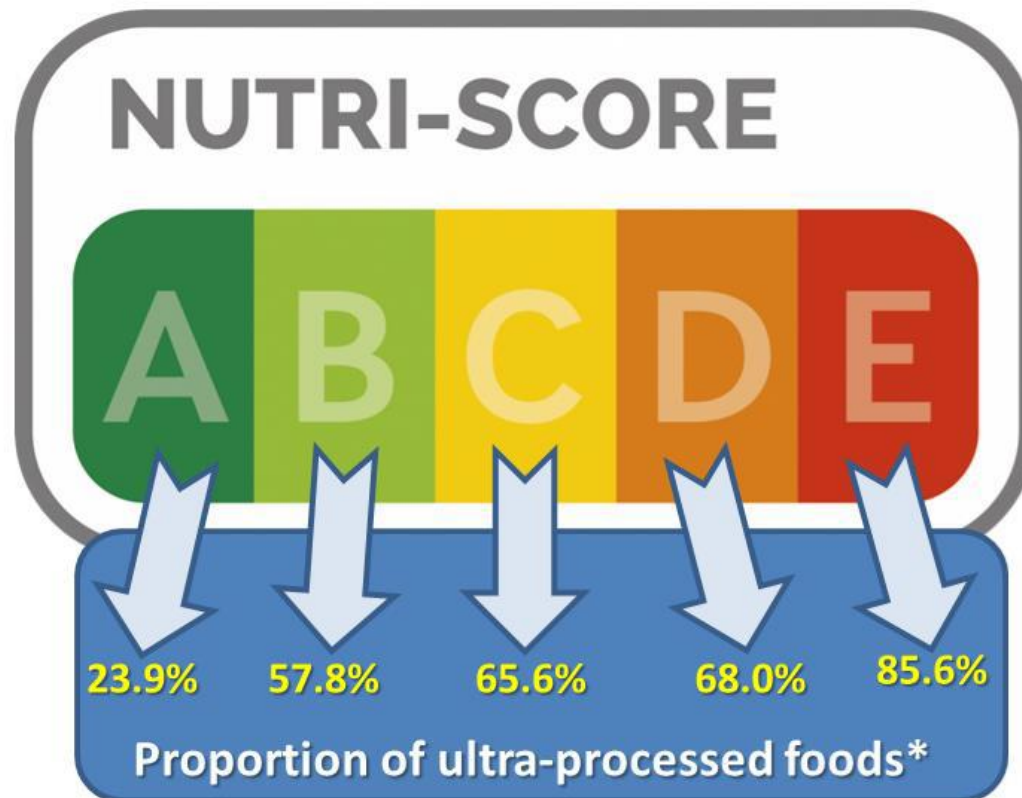 NUTRI-SCORE
A B C D E
23.9% 57.8% 65.6% 68.0% 85.6%
Proportion of ultra-processed foods*